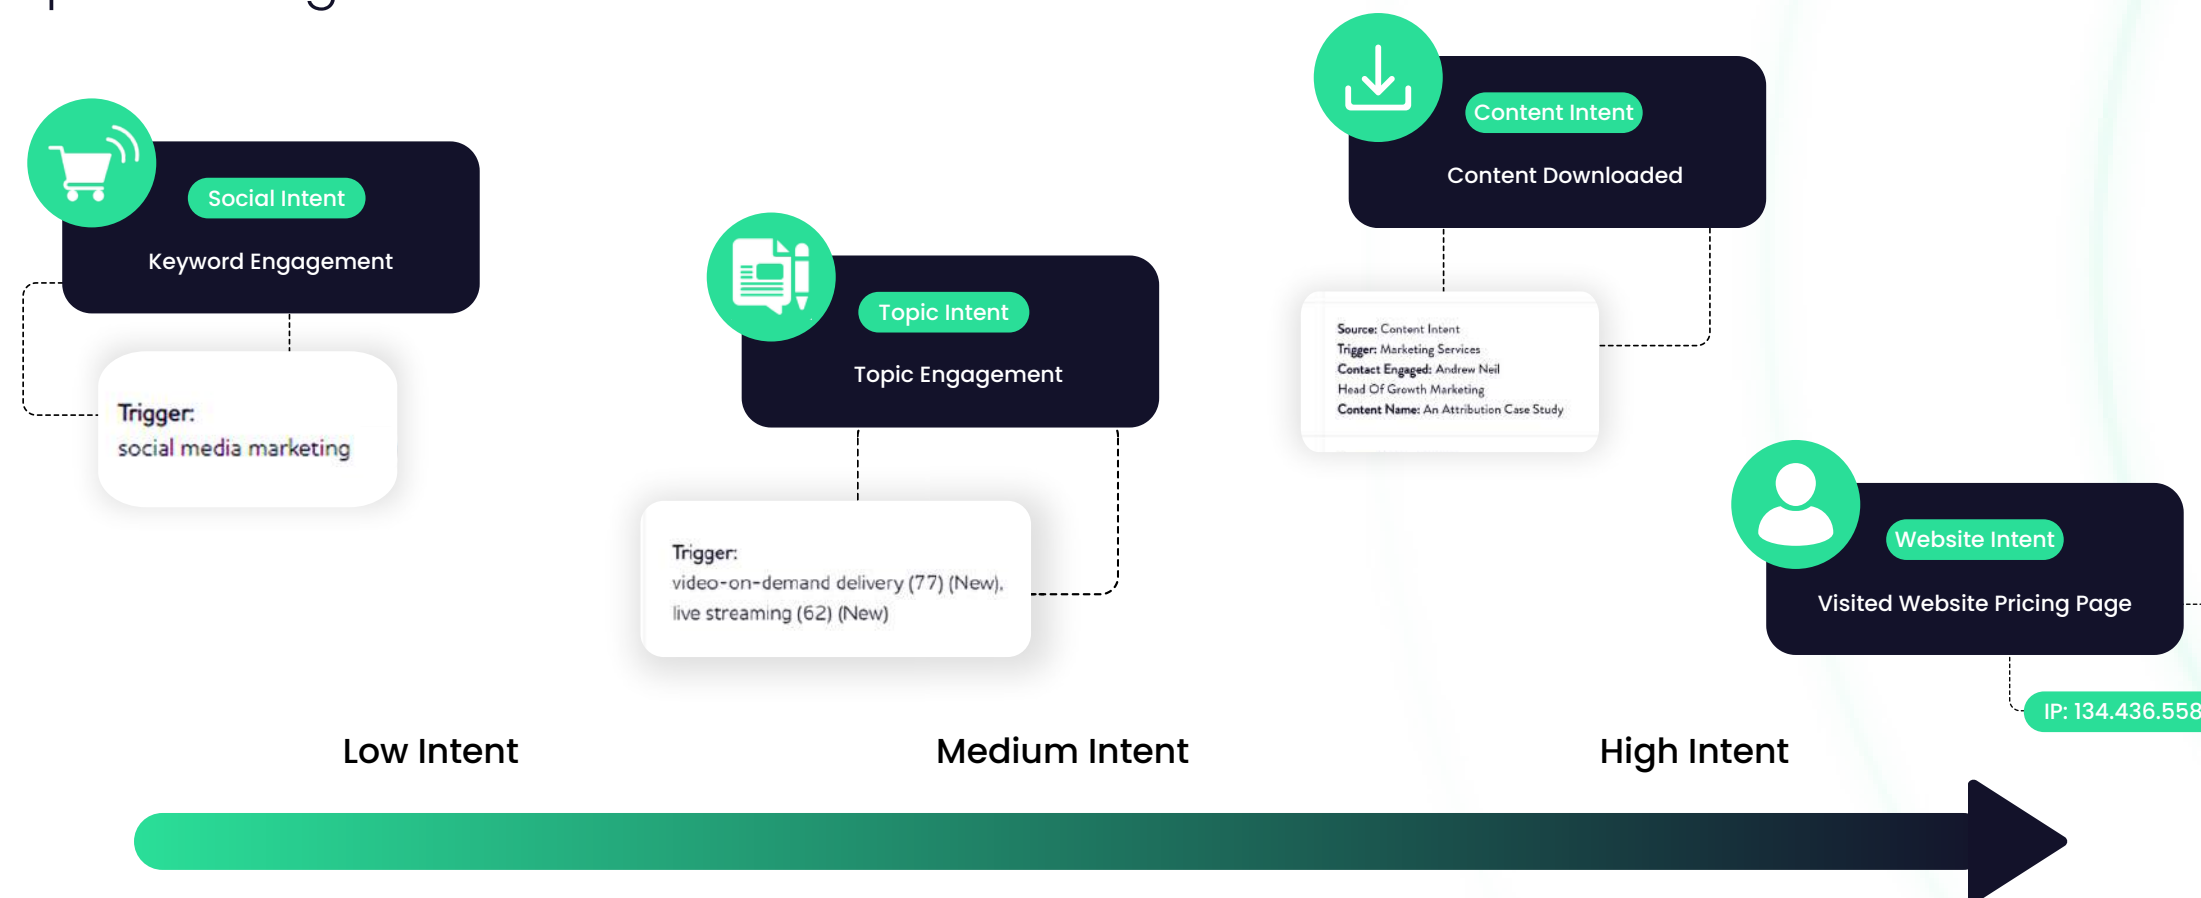 Social Intent
Keyword Engagement
Trigger:
social media marketing
Topic Intent
Topic Engagement
Trigger:
video-on-demand delivery (77) (New),
live streaming (62) (New)
Content Intent
Content Downloaded
Source: Content Intent
Trigger: Marketing Services
Contact Engaged: Andrew Neil
Head Of Growth Marketing
Content Name: An Attribution Case Study
Website Intent
Visited Website Pricing Page
IP: 134.436.558
Low Intent
Medium Intent
High Intent